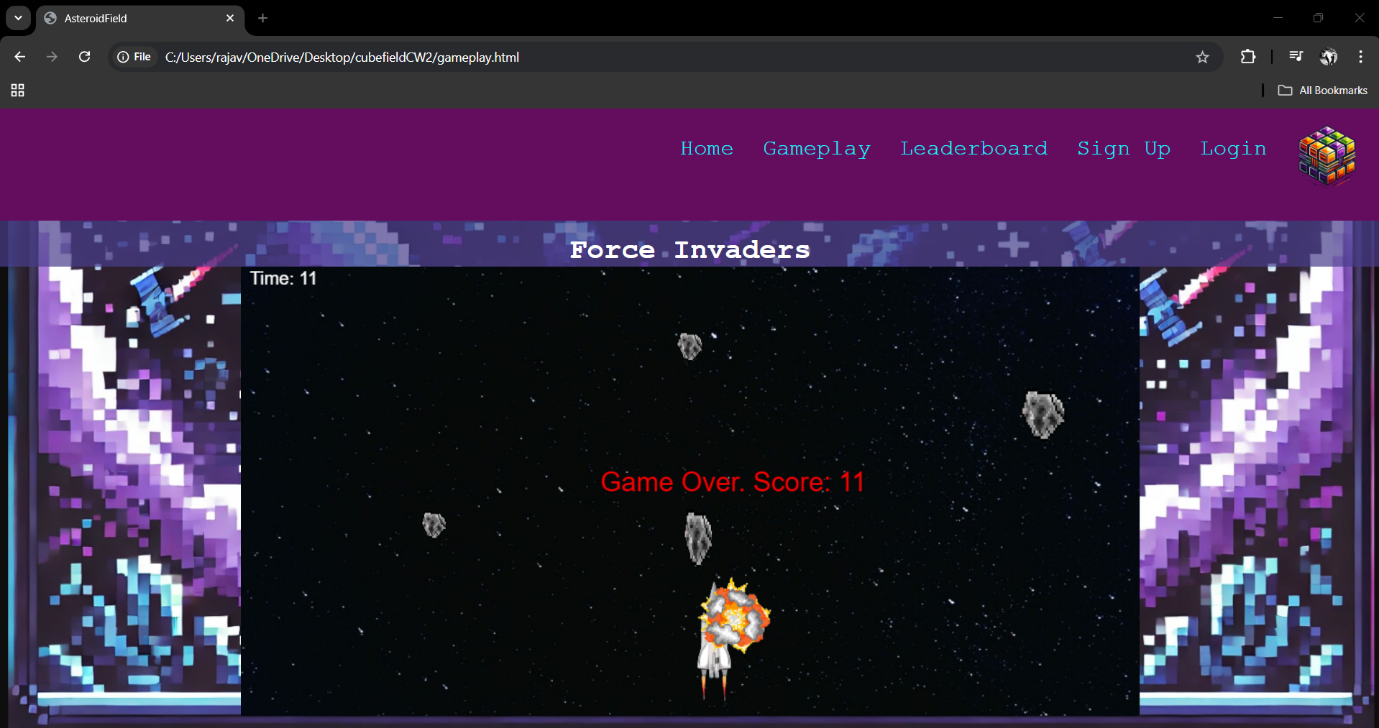 AsteroidField
File C:/Users/rajav/OneDrive/Desktop/cubefieldCW2/gameplay.html
All Bookmarks
Home Gameplay Leaderboard Sign Up Login
Force Invaders
Time: 11
Game Over. Score: 11